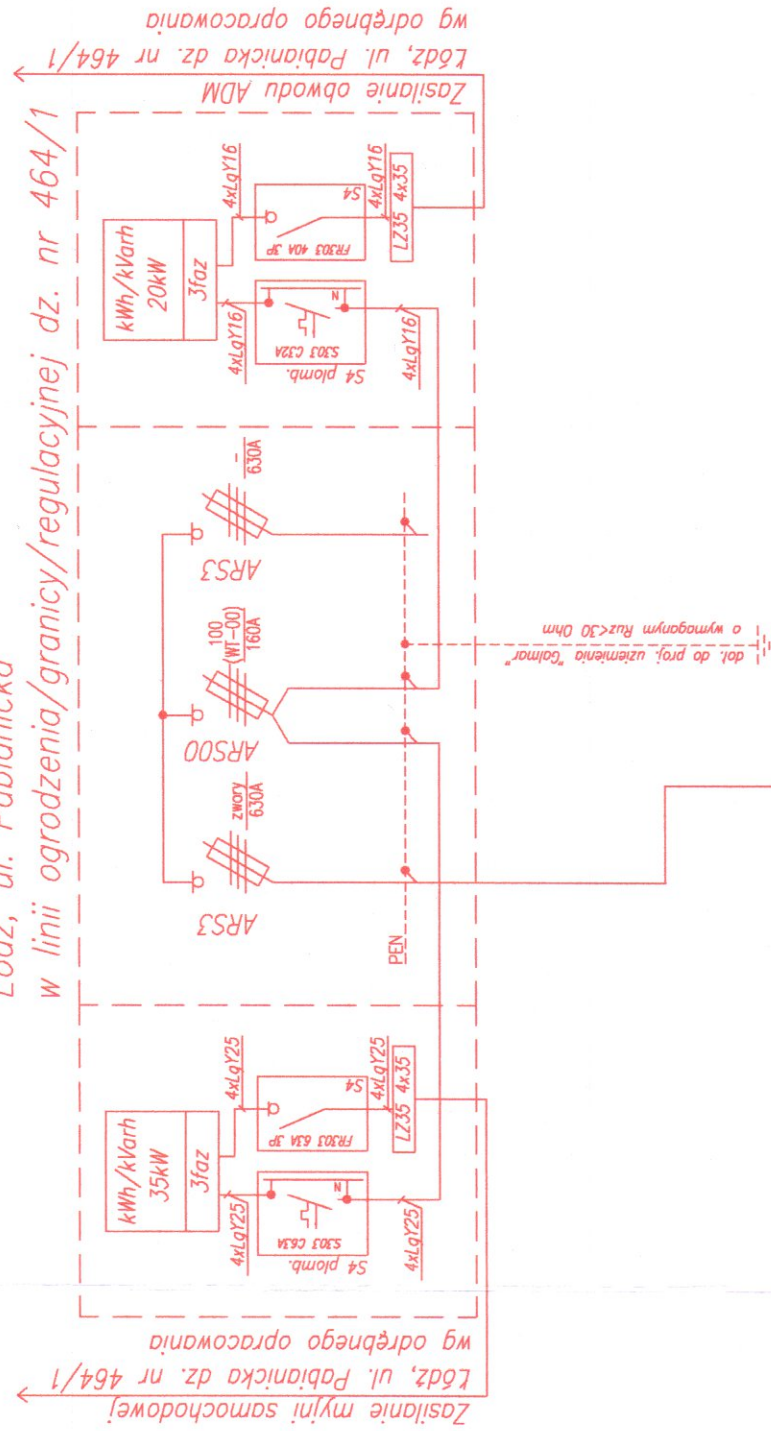 Łódź, ul. Pabianicka
w linii ogrodzenia/granicy/regulacyjnej dz. nr 464/1
Zasilanie myjni samochodowej
Łódź, ul Pabianicka dz. nr 464/1
wg odrębnego opracowania
kWh/kVarh
35kW
3faz
4xLgY25
4xLgY25
S4 plomb.
S303 C63A
N
S4
FR303 63A 3P
4xLgY25
4xLgY25
LZ35 4x35
ARS3
zwory
630A
ARS00
100
(WT-00)
160A
ARS3
-
630A
PEN
dot. do proj. uziemienia "Galmar"
o wymaganym Ruz<30 Ohm
kWh/kVarh
20kW
3faz
4xLgY16
4xLgY16
S4 plomb.
S303 C32A
N
S4
FR303 40A 3P
4xLgY16
4xLgY16
LZ35 4x35
Zasilanie obwodu ADM
Łódź, ul. Pabianicka dz. nr 464/1
wg odrębnego opracowania